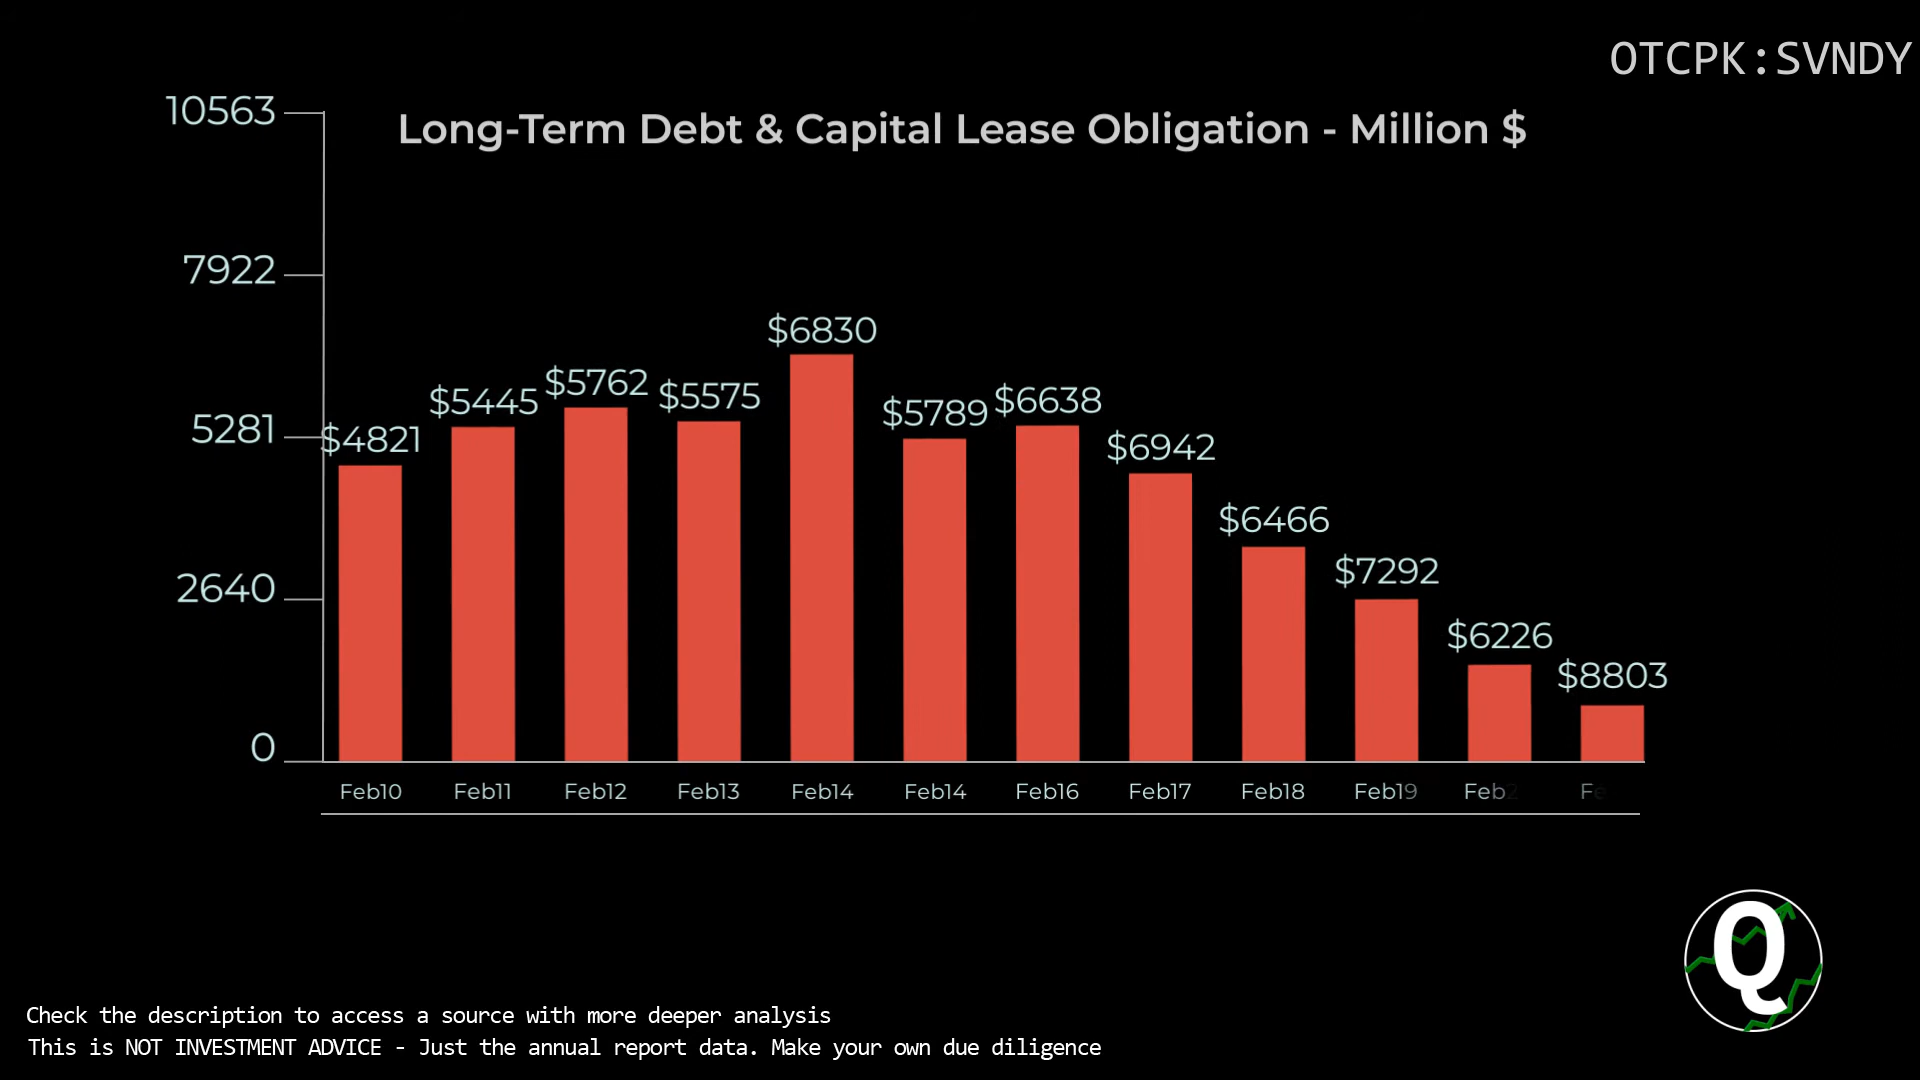 OTCPK:SVNDY
Long-Term Debt & Capital Lease Obligation - Million $
10563
7922
5281
2640
0
$4821
$5445
$5762
$5575
$6830
$5789
$6638
$6942
$6466
$7292
$6226
$8803
Feb10 Feb11 Feb12 Feb13 Feb14 Feb14 Feb16 Feb17 Feb18 Feb19 Feb2 Fe
Q
Check the description to access a source with more deeper analysis
This is NOT INVESTMENT ADVICE - Just the annual report data. Make your own due diligence